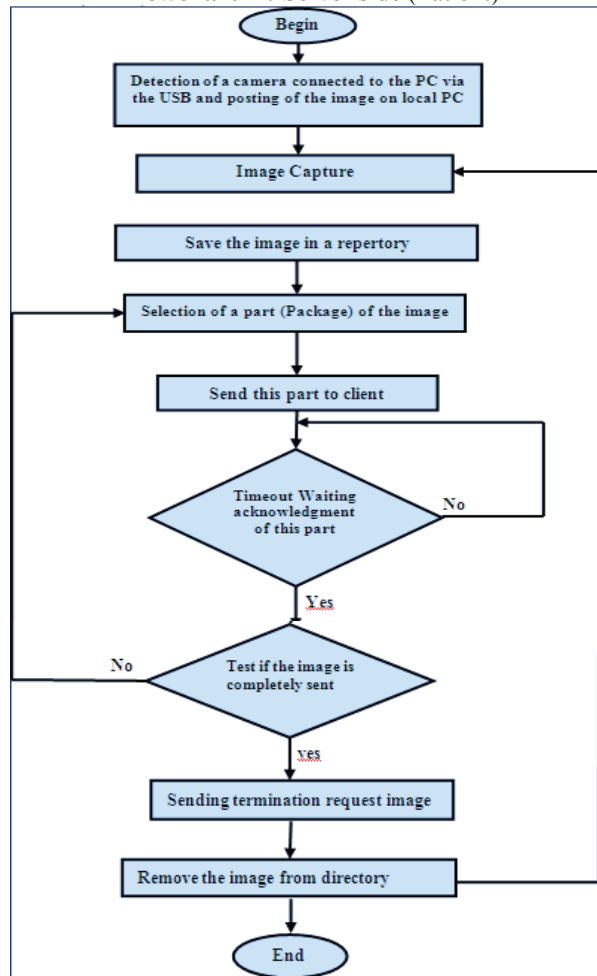 Begin
Detection of a camera connected to the PC via
the USB and posting of the image on local PC
Image Capture
Save the image in a repertory
Selection of a part (Package) of the image
Send this part to client
Timeout Waiting
acknowledgment
of this part
No
Yes
No
Test if the image is
completely sent
yes
Sending termination request image
Remove the image from directory
End